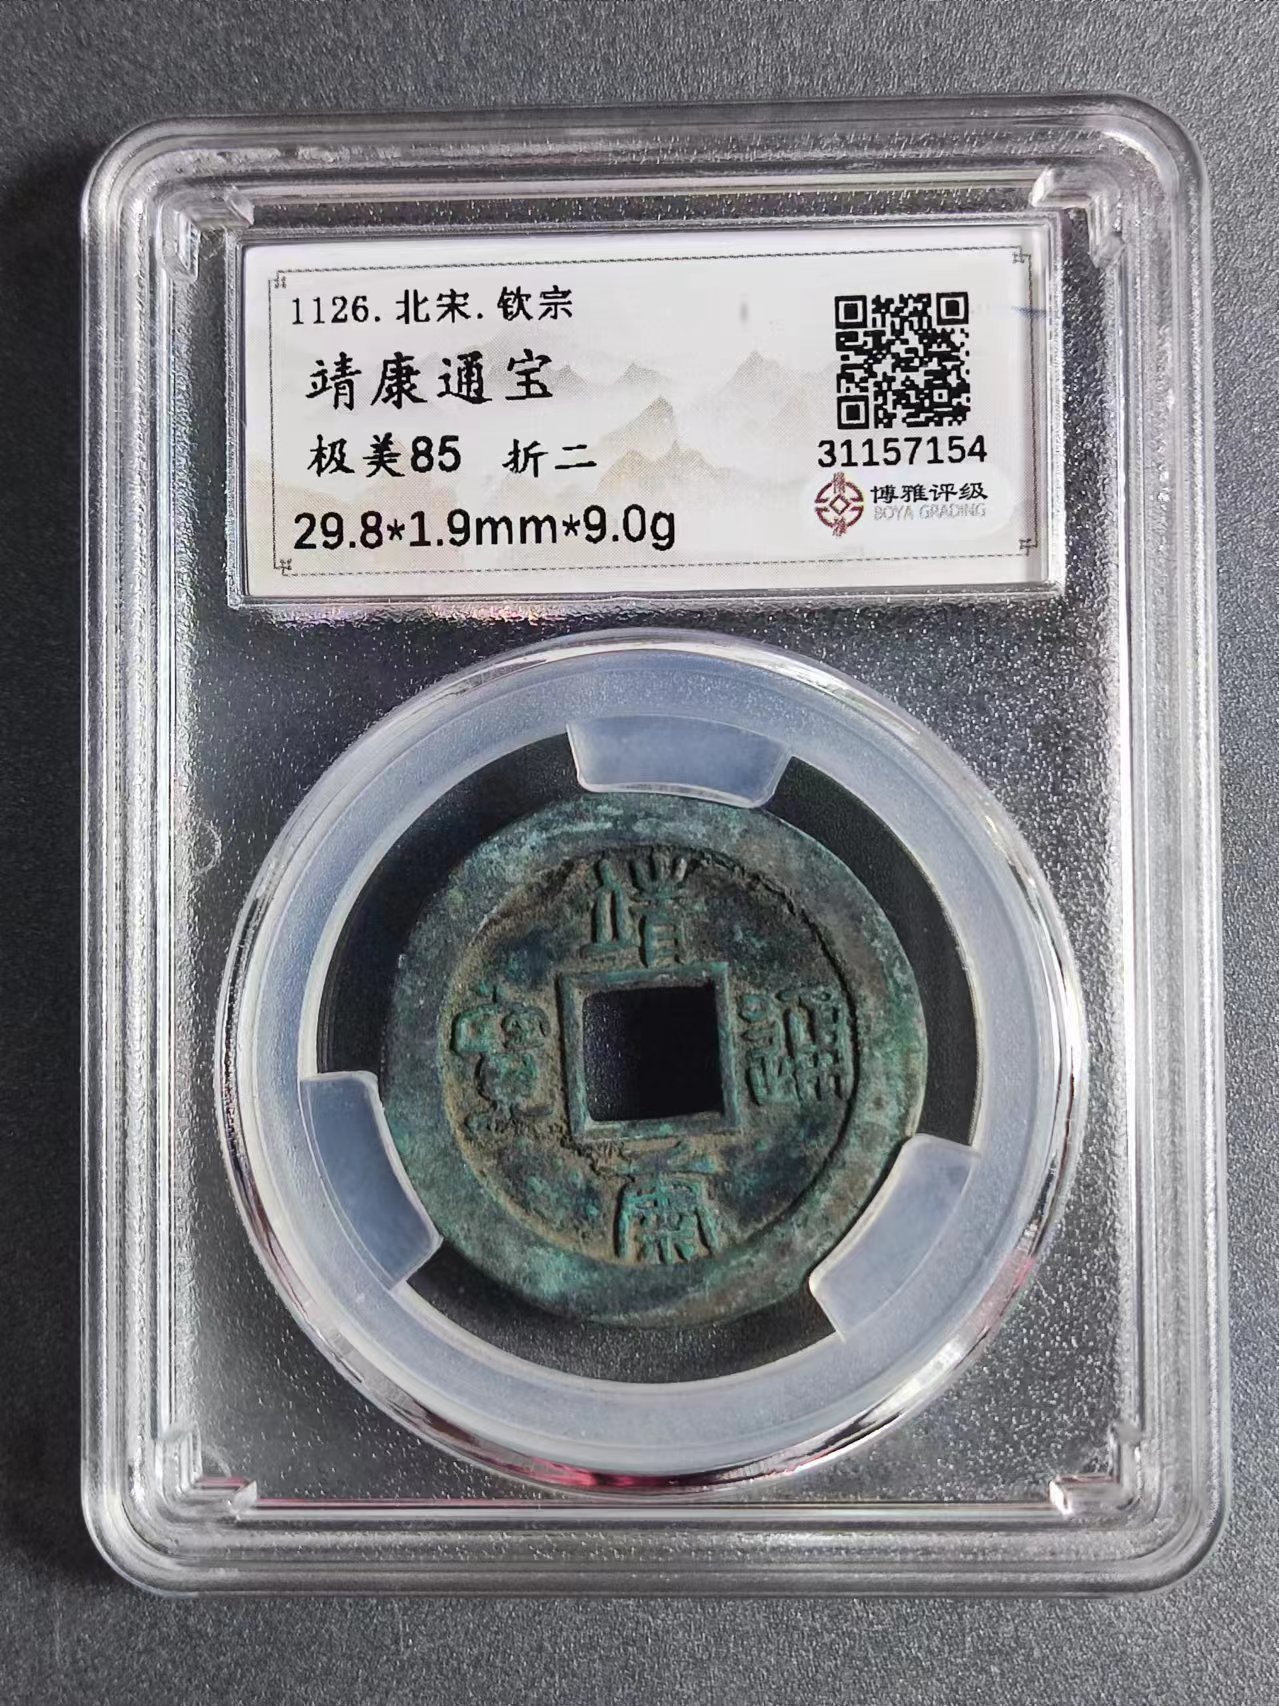 1126.北宋.钦宗
靖康通宝
极美85 折二
29.8*1.9mm*9.0g
31157154
博雅评级
BOYA GRADING
靖
寶 通
康